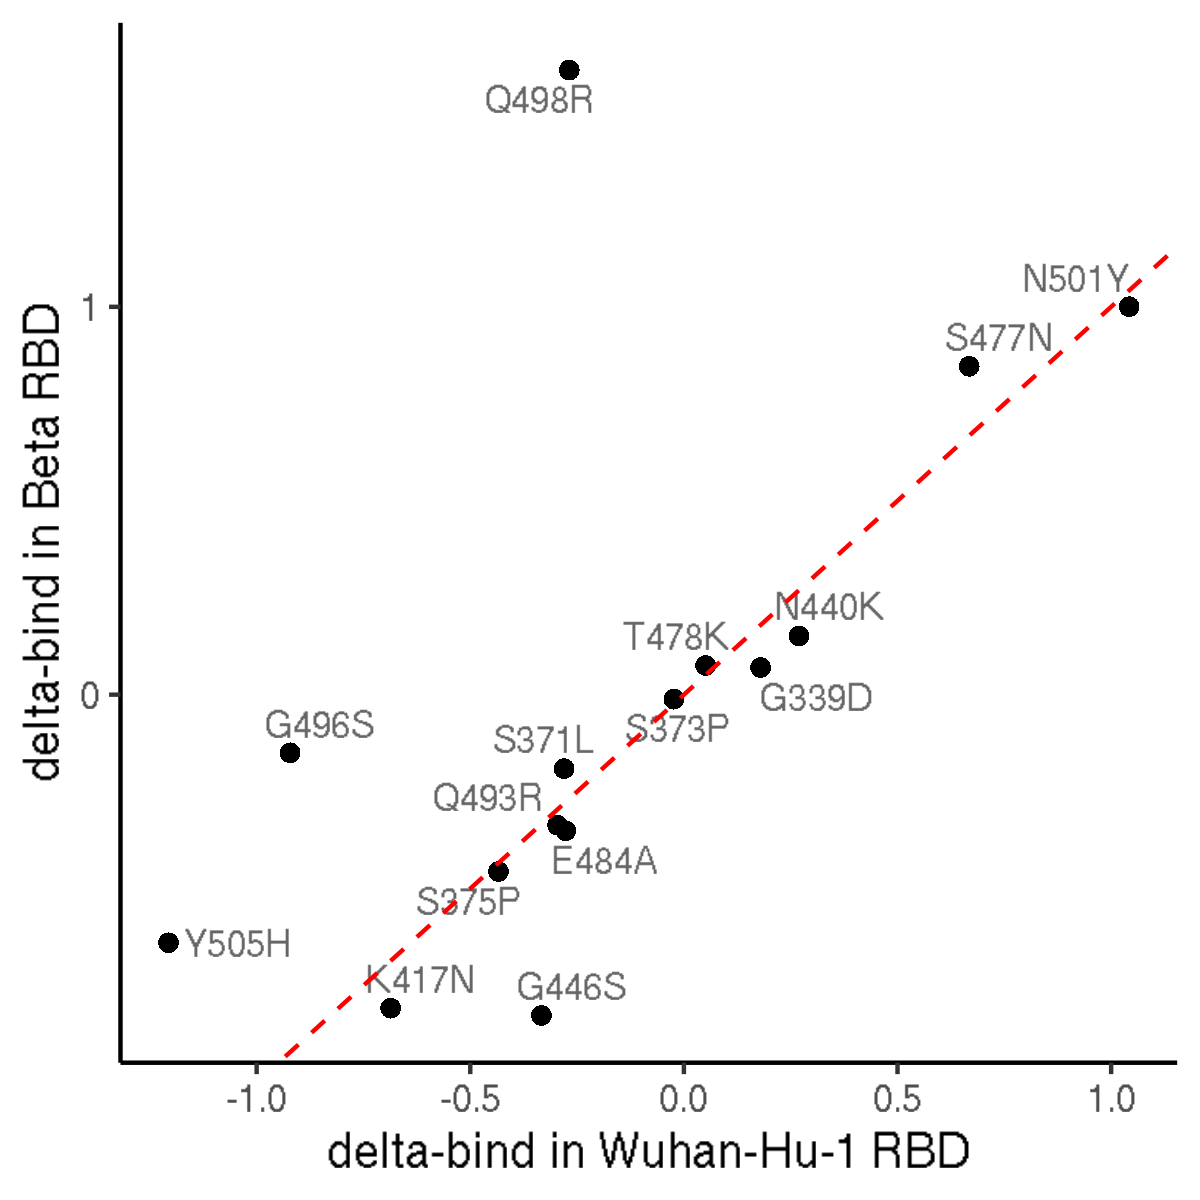 Q498R
N501Y
S477N
N440K
T478K
G339D
S373P
G496S
S371L
Q493R
E484A
S375P
Y505H
K417N
G446S
1
0
-1.0
-0.5
0.0
0.5
1.0
delta-bind in Wuhan-Hu-1 RBD
delta-bind in Beta RBD